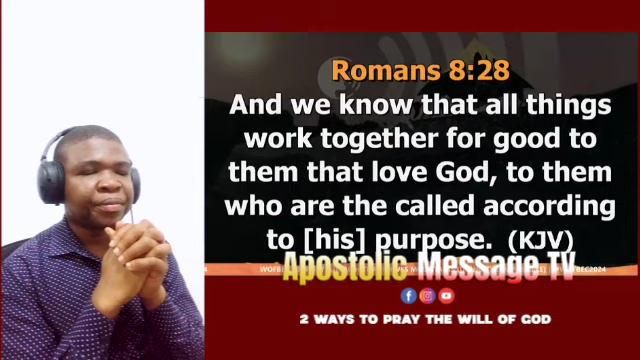 Romans 8:28
And we know that all things
work together for good to
them that love God, to them
who are the called according
to [his] purpose. (KJV)
Apostolic Message TV
2 WAYS TO PRAY THE WILL OF GOD